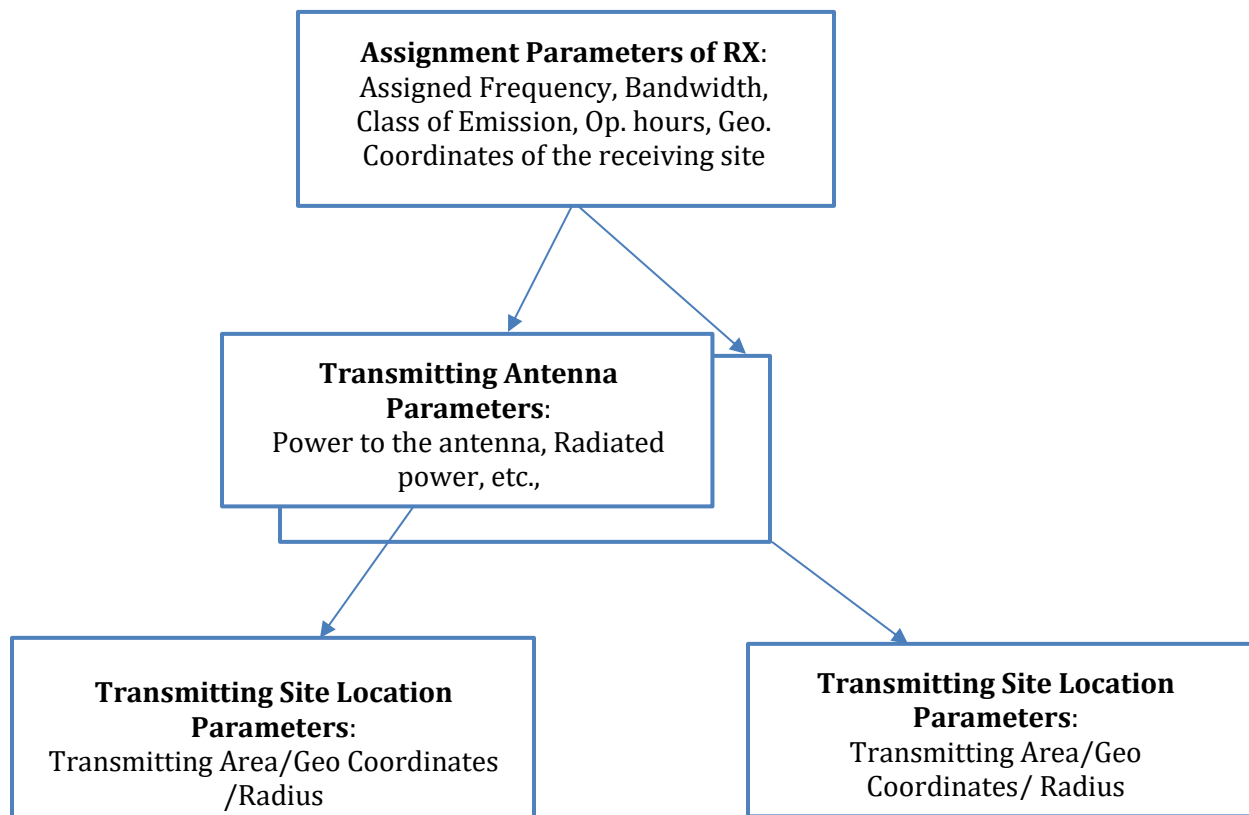 Assignment Parameters of RX:
Assigned Frequency, Bandwidth,
Class of Emission, Op. hours, Geo.
Coordinates of the receiving site
Transmitting Antenna
Parameters:
Power to the antenna, Radiated
power, etc.,
Transmitting Site Location
Parameters:
Transmitting Area/Geo Coordinates
/Radius
Transmitting Site Location
Parameters:
Transmitting Area/Geo
Coordinates/ Radius